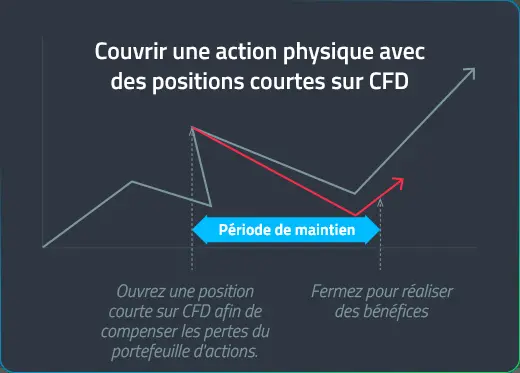 Couvrir une action physique avec
des positions courtes sur CFD
Période de maintien
Ouvrez une position
courte sur CFD afin de
compenser les pertes du
portefeuille d'actions.
Fermez pour réaliser
des bénéfices